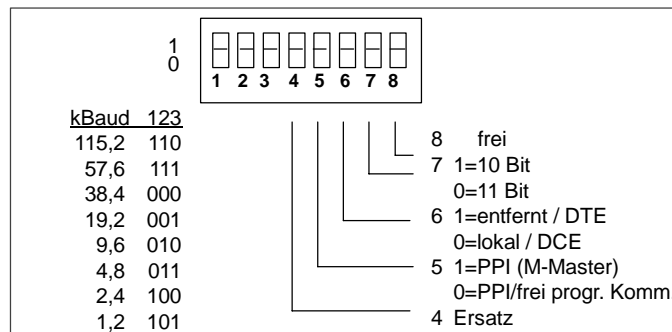 1
0
1 2 3 4 5 6 7 8
kBaud 123
115,2 110
57,6 111
38,4 000
19,2 001
9,6 010
4,8 011
2,4 100
1,2 101
8 frei
7 1=10 Bit
0=11 Bit
6 1=entfernt / DTE
0=lokal / DCE
5 1=PPI (M-Master)
0=PPI/frei progr. Komm
4 Ersatz